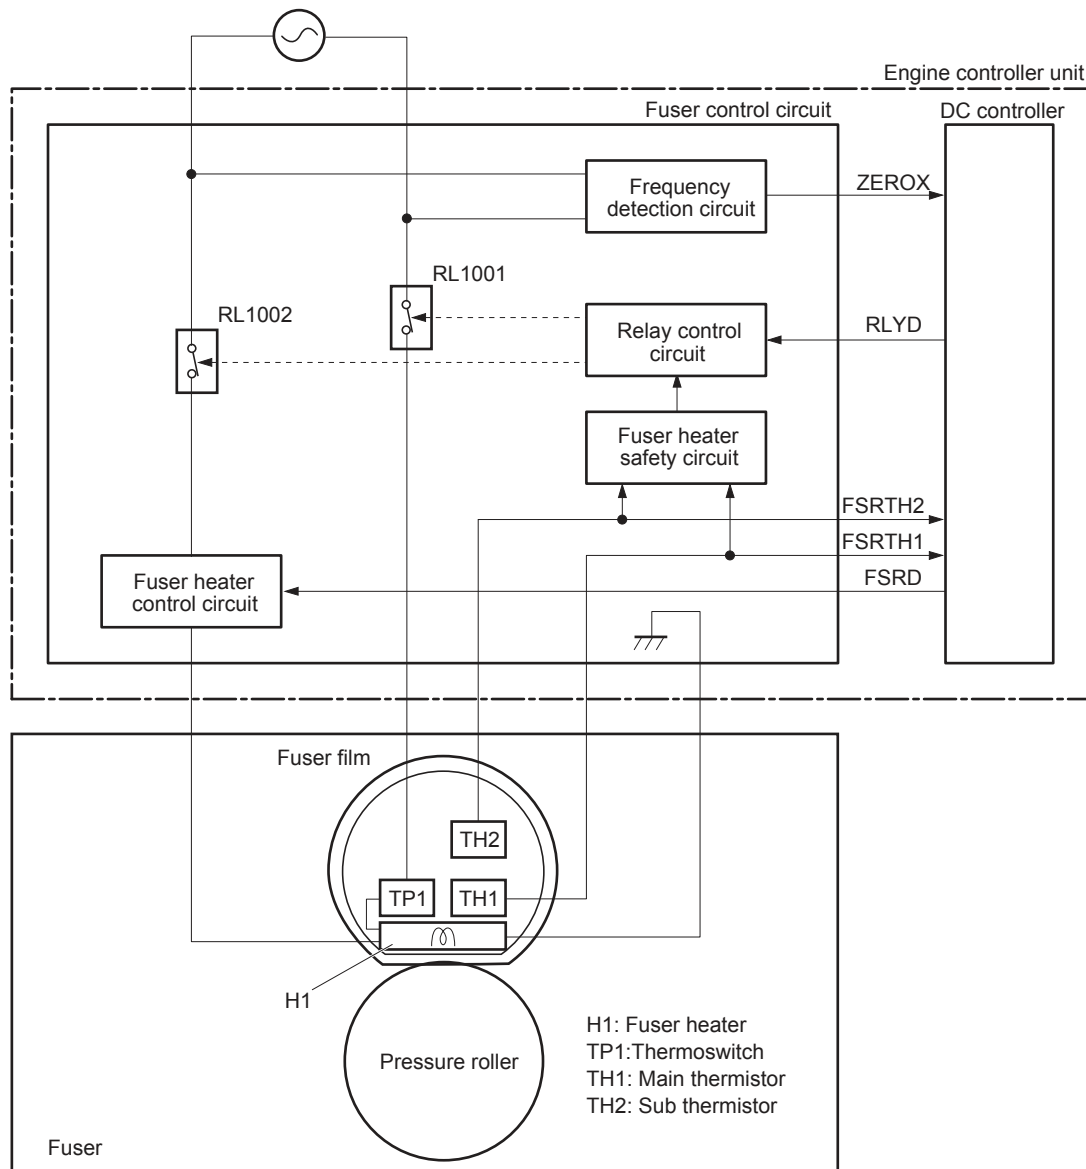 Engine controller unit
Fuser control circuit
DC controller
Frequency
detection circuit
ZEROX
RL1001
RL1002
Relay control
circuit
RLYD
Fuser heater
safety circuit
FSRTH2
FSRTH1
FSRD
Fuser heater
control circuit
Fuser film
TH2
TP1
TH1
H1
Pressure roller
H1: Fuser heater
TP1:Thermoswitch
TH1: Main thermistor
TH2: Sub thermistor
Fuser